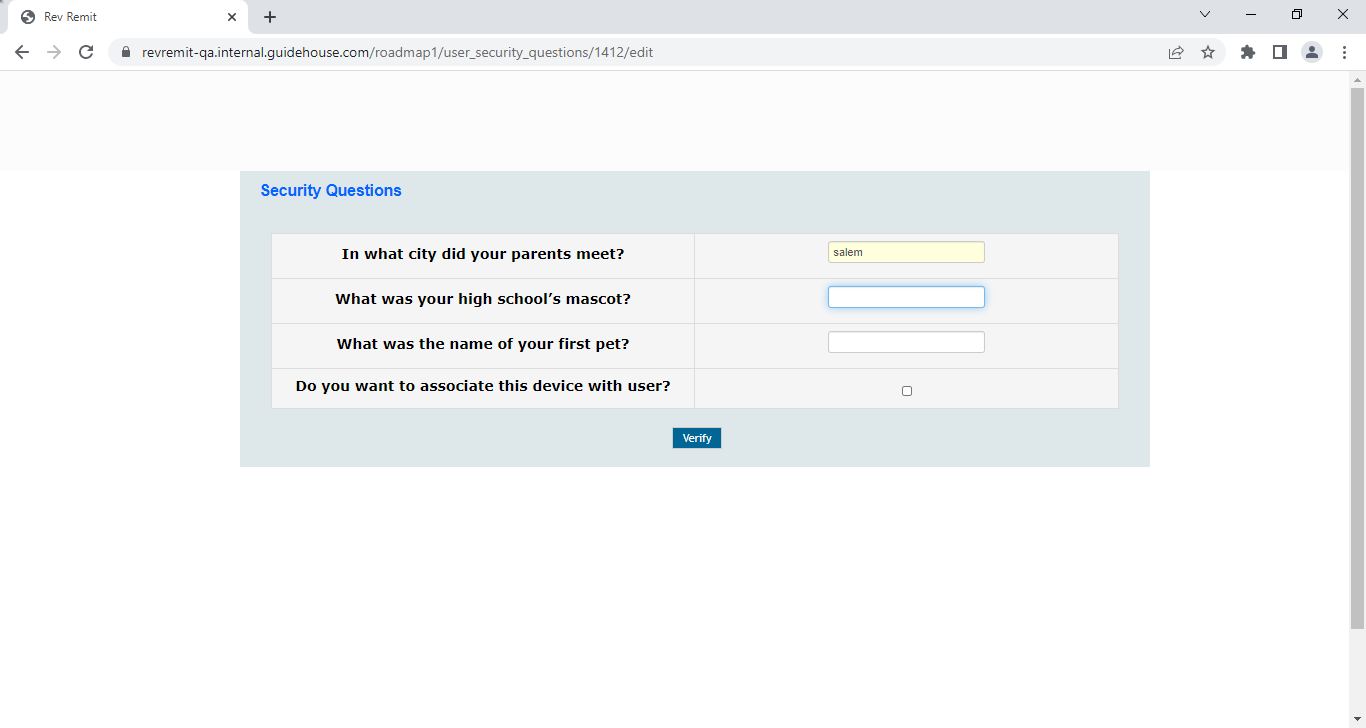 Rev Remit
revremit-qa.internal.guidehouse.com/roadmap1/user_security_questions/1412/edit
Security Questions
In what city did your parents meet?
salem
What was your high school’s mascot?
What was the name of your first pet?
Do you want to associate this device with user?
Verify